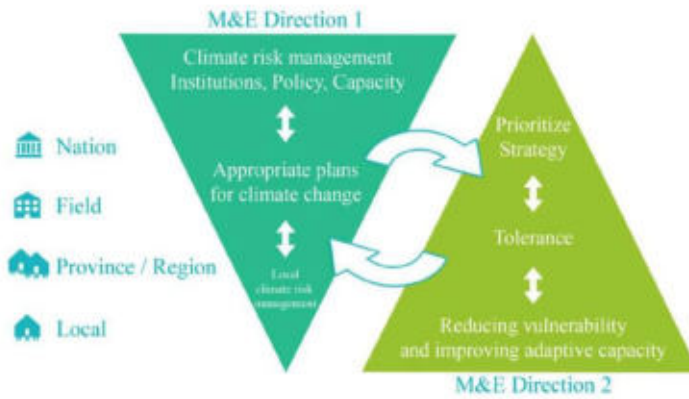 M&E Direction 1
Climate risk management
Institutions, Policy, Capacity
Appropriate plans
for climate change
Local
climate risk
management
Nation
Field
Province / Region
Local
Prioritize
Strategy
Tolerance
Reducing vulnerability
and improving adaptive capacity
M&E Direction 2